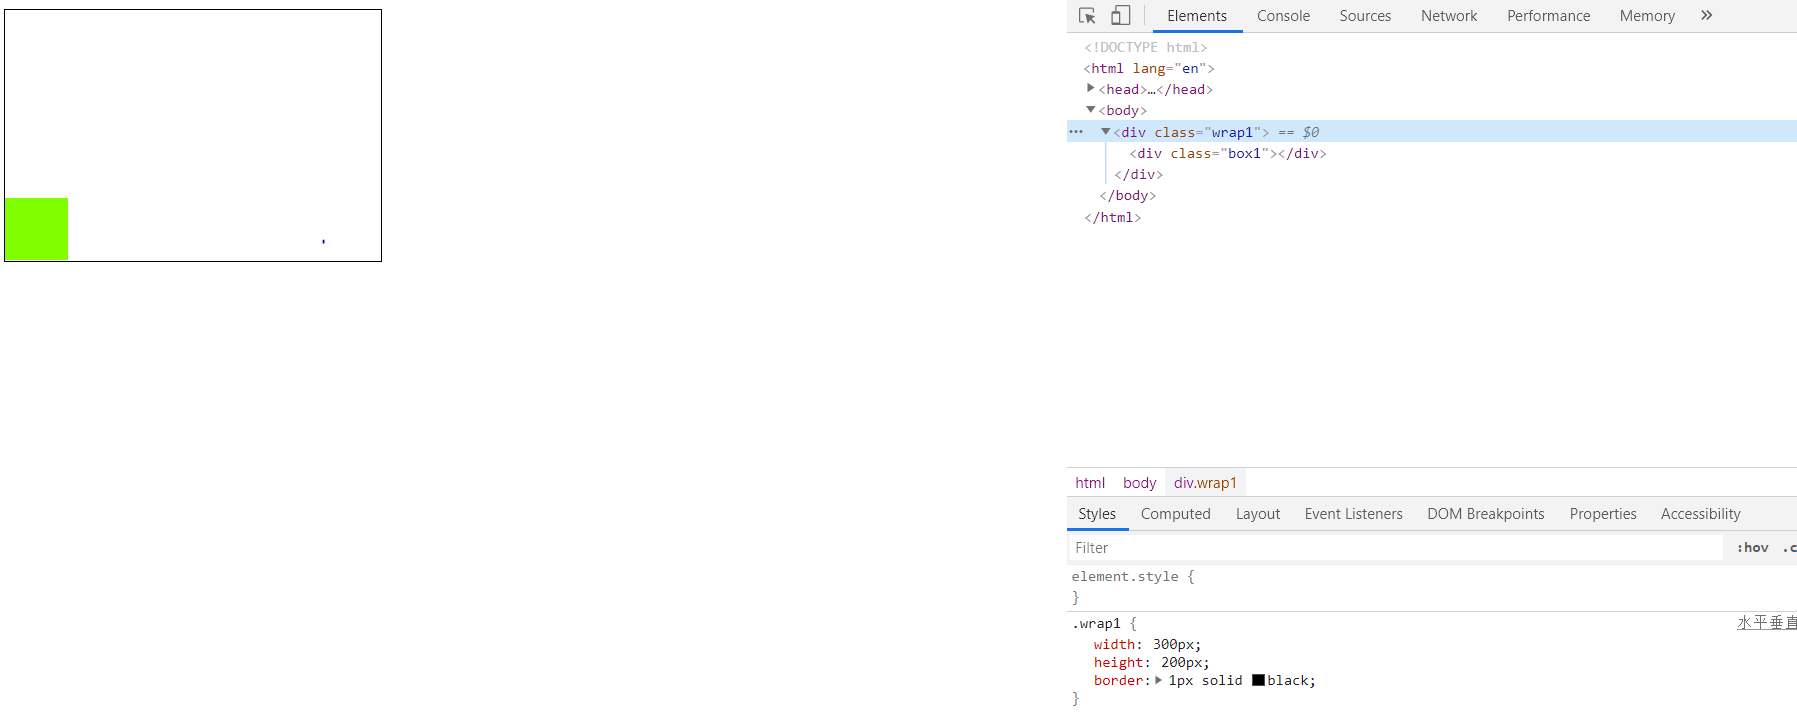 Elements Console Sources Network Performance Memory »
<!DOCTYPE html>
<html lang="en">
<head>…</head>
<body>
<div class="wrap1"> == $0
<div class="box1"></div>
</div>
</body>
</html>
html body div.wrap1
Styles Computed Layout Event Listeners DOM Breakpoints Properties Accessibility
Filter :hov .c
element.style {
}
.wrap1 { 水平垂直
width: 300px;
height: 200px;
border: 1px solid black;
}